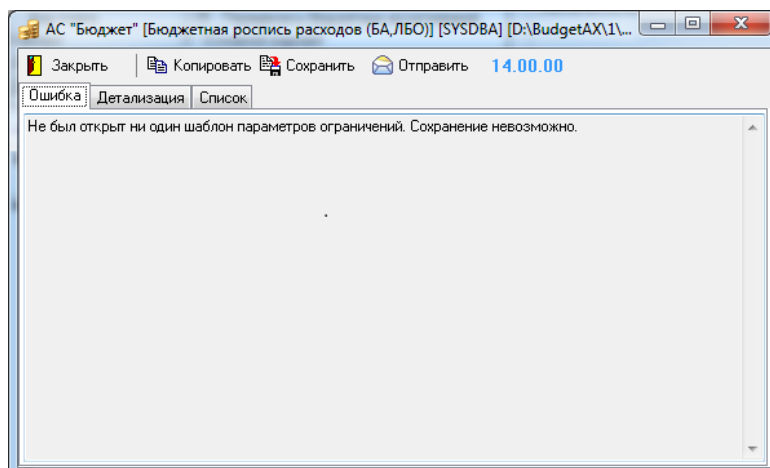 АС "Бюджет" [Бюджетная роспись расходов (БА,ЛБО)] [SYSDBA] [D:\BudgetAX\1\...
Закрыть Копировать Сохранить Отправить 14.00.00
Ошибка Детализация Список
Не был открыт ни один шаблон параметров ограничений. Сохранение невозможно.